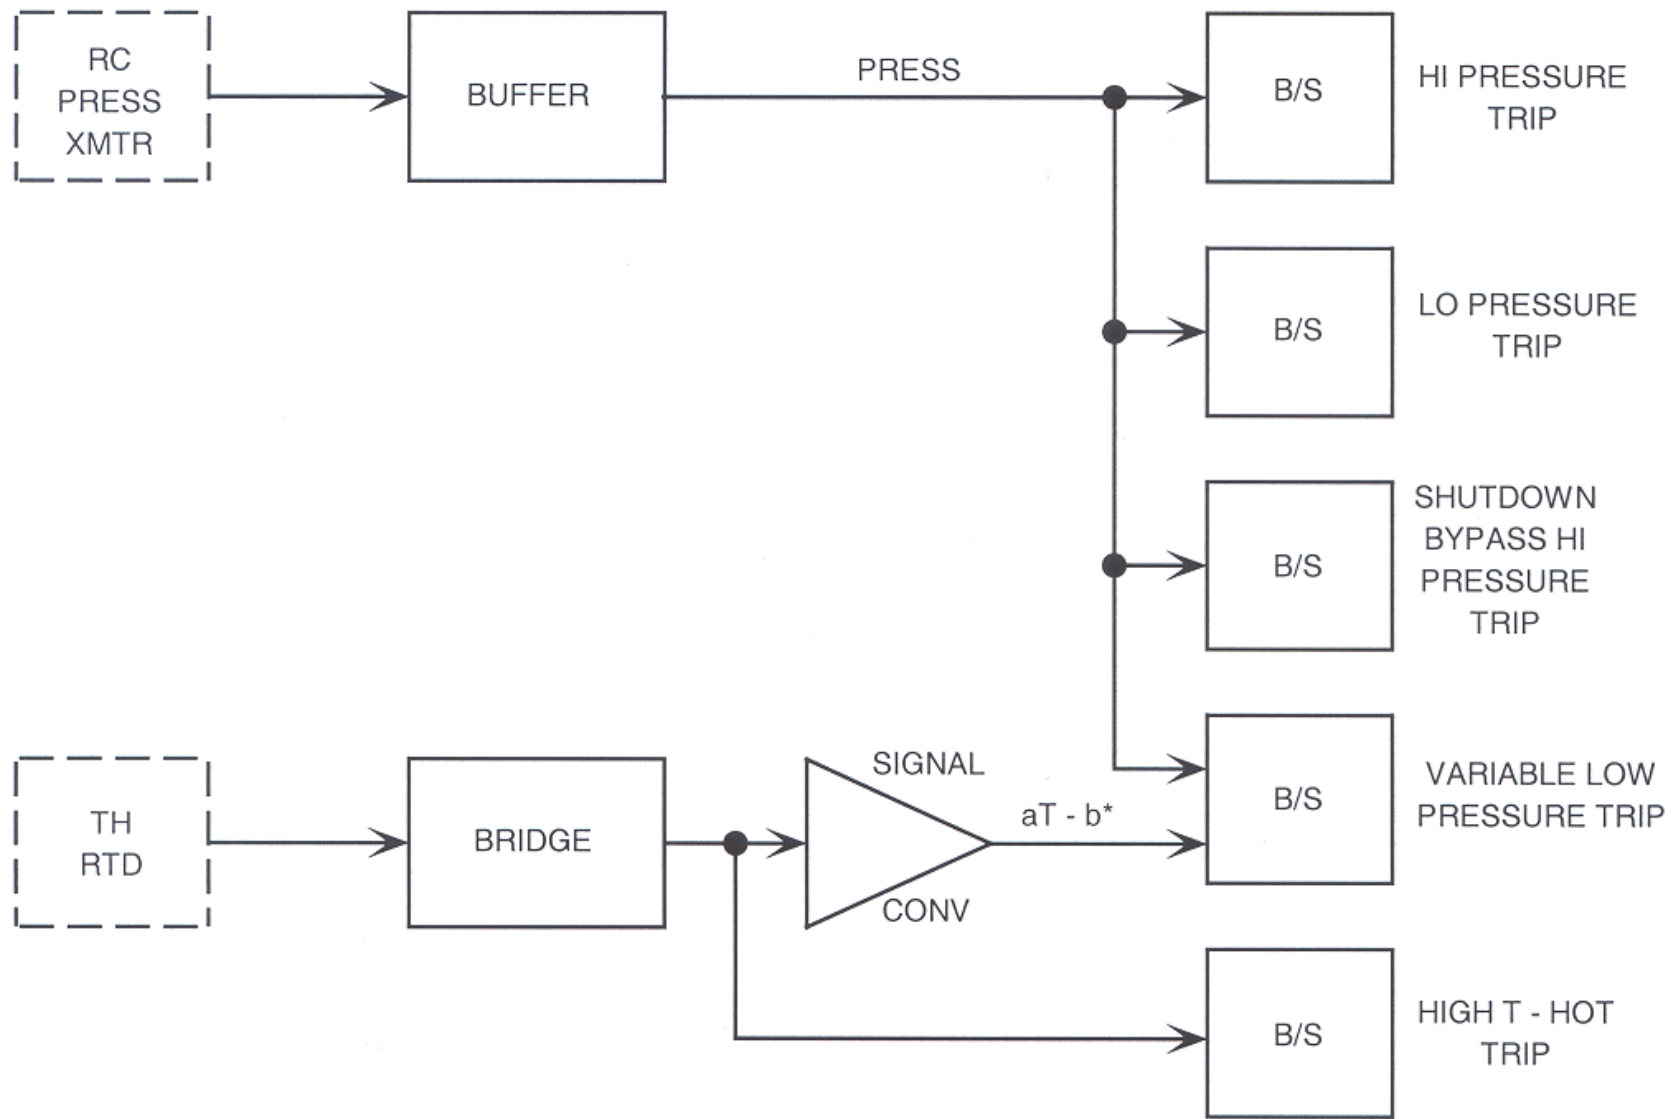 RC
PRESS
XMTR
BUFFER
PRESS
B/S
HI PRESSURE
TRIP
B/S
LO PRESSURE
TRIP
B/S
SHUTDOWN
BYPASS HI
PRESSURE
TRIP
TH
RTD
BRIDGE
SIGNAL
CONV
aT - b*
B/S
VARIABLE LOW
PRESSURE TRIP
B/S
HIGH T - HOT
TRIP